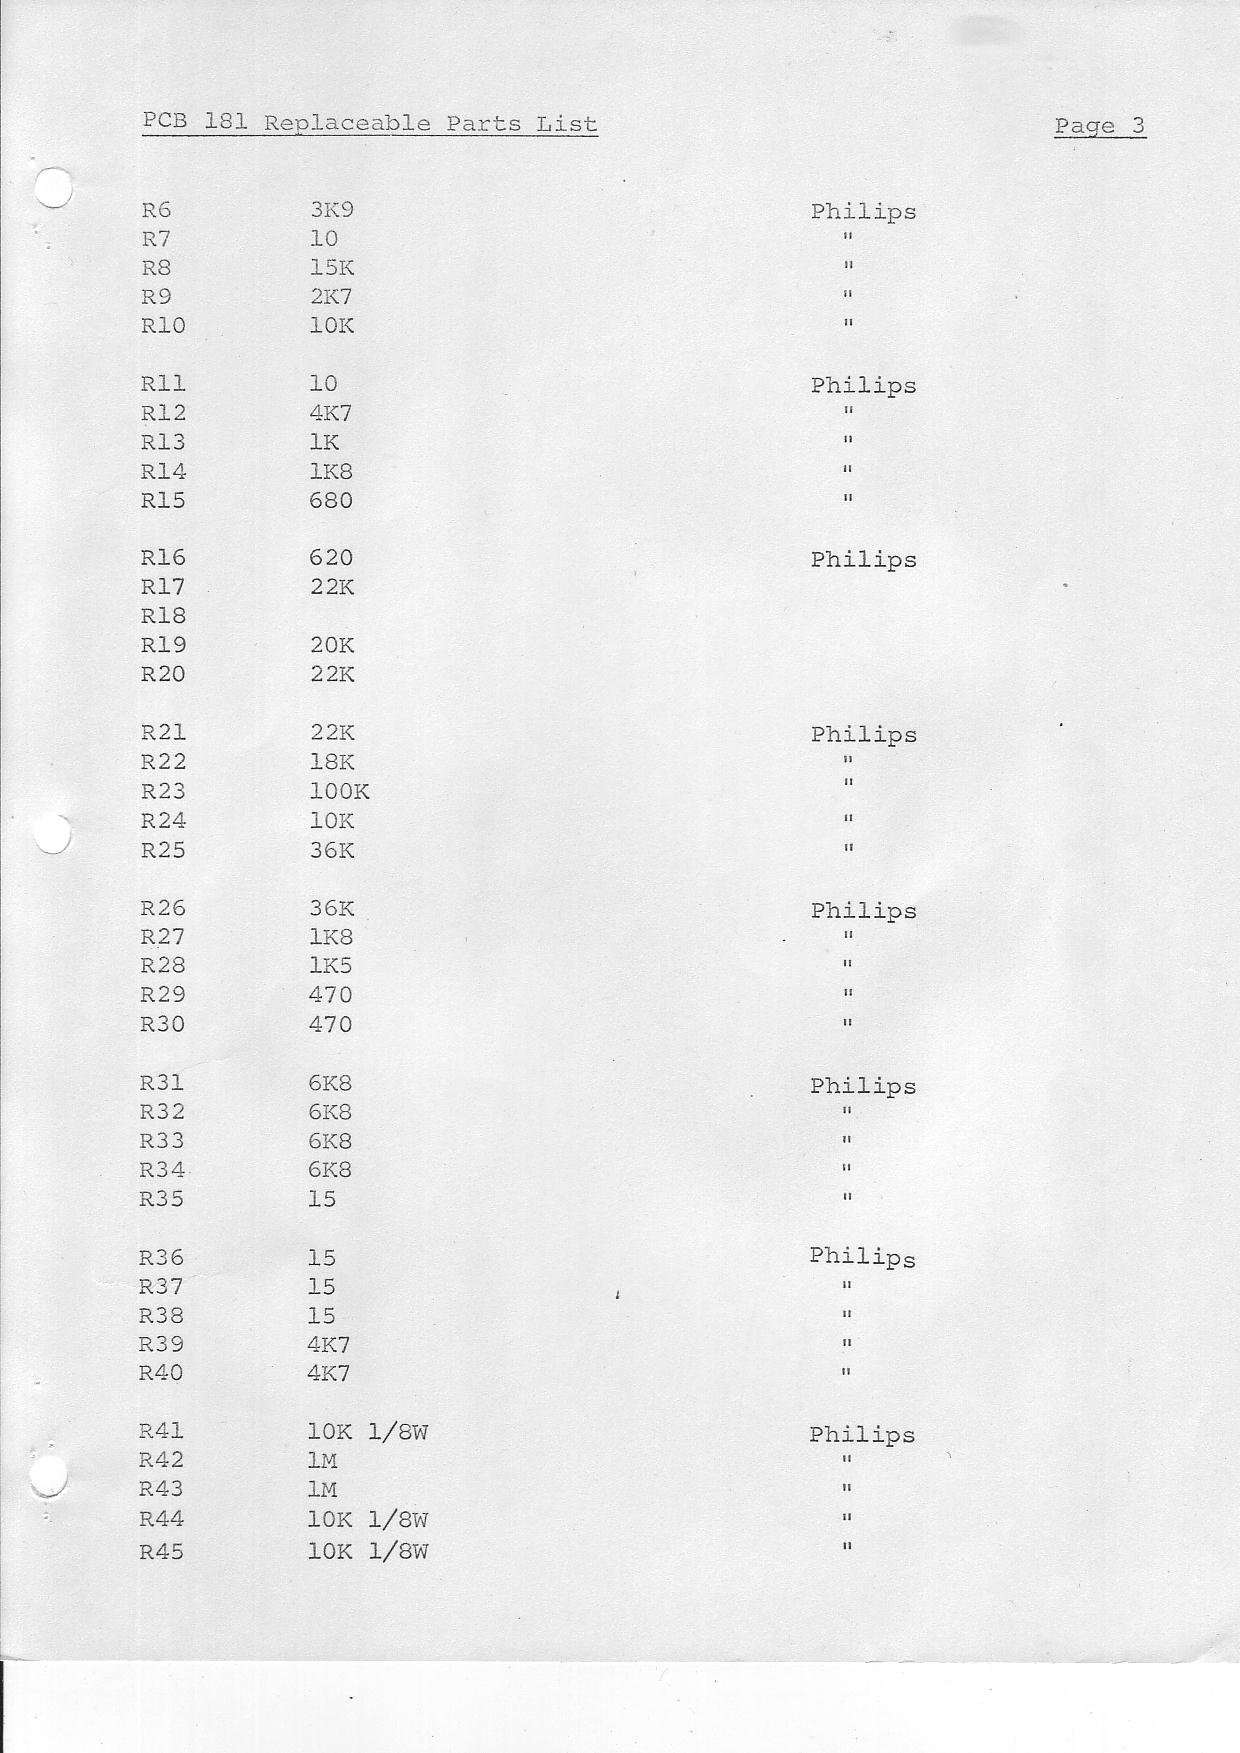 PCB 181 Replaceable Parts List Page 3
R6 3K9 Philips
R7 10 "
R8 15K "
R9 2K7 "
R10 10K "
R11 10 Philips
R12 4K7 "
R13 1K "
R14 1K8 "
R15 680 "
R16 620 Philips
R17 22K
R18
R19 20K
R20 22K
R21 22K Philips
R22 18K "
R23 100K "
R24 10K "
R25 36K "
R26 36K Philips
R27 1K8 "
R28 1K5 "
R29 470 "
R30 470 "
R31 6K8 Philips
R32 6K8 "
R33 6K8 "
R34 6K8 "
R35 15 "
R36 15 Philips
R37 15 "
R38 15 "
R39 4K7 "
R40 4K7 "
R41 10K 1/8W Philips
R42 1M "
R43 1M "
R44 10K 1/8W "
R45 10K 1/8W "